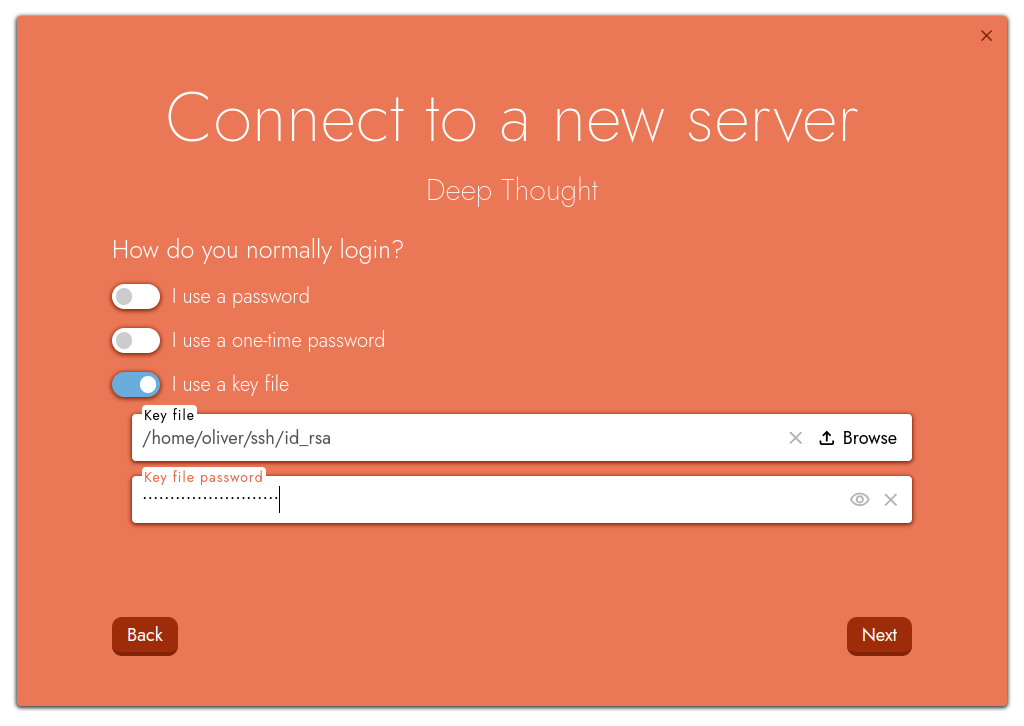 Connect to a new server
Deep Thought
How do you normally login?
I use a password
I use a one-time password
I use a key file
Key file
/home/oliver/ssh/id_rsa
Browse
Key file password
Back
Next